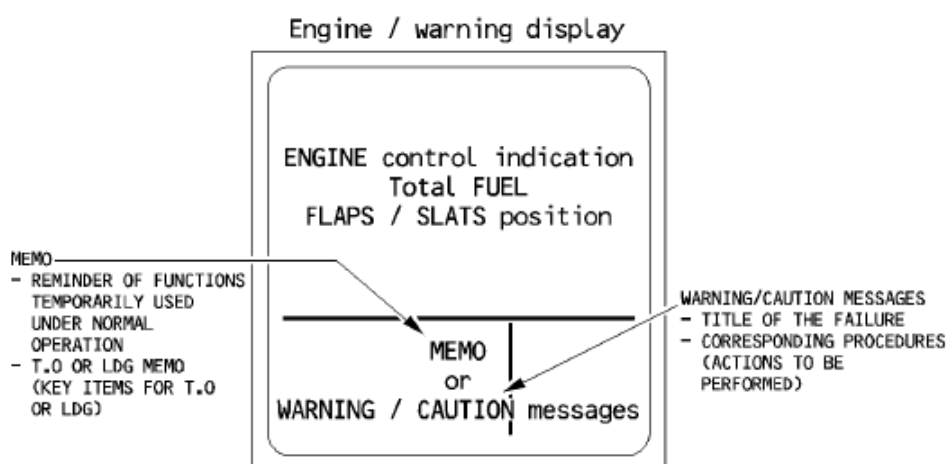 Engine / warning display
ENGINE control indication
Total FUEL
FLAPS / SLATS position
MEMO
- REMINDER OF FUNCTIONS
TEMPORARILY USED
UNDER NORMAL
OPERATION
- T.O OR LDG MEMO
(KEY ITEMS FOR T.O
OR LDG)
MEMO
or
WARNING / CAUTION messages
WARNING/CAUTION MESSAGES
- TITLE OF THE FAILURE
- CORRESPONDING PROCEDURES
(ACTIONS TO BE
PERFORMED)